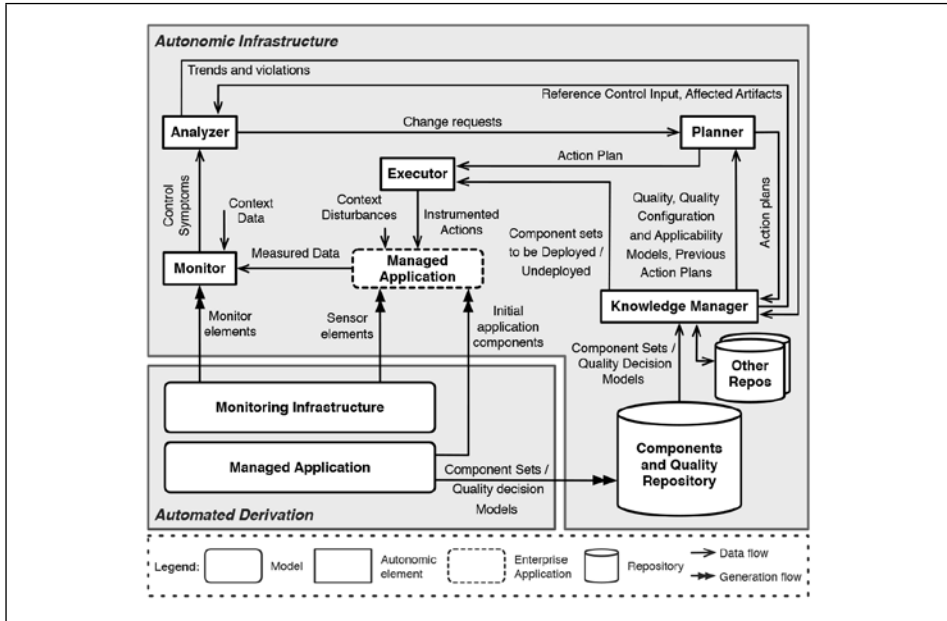 Autonomic Infrastructure
Trends and violations
Reference Control Input, Affected Artifacts
Analyzer
Change requests
Planner
Action Plan
Executor
Control
Symptoms
Context
Data
Context
Disturbances
Instrumented
Actions
Component sets
to be Deployed /
Undeployed
Quality, Quality
Configuration
and Applicability
Models, Previous
Action Plans
Action plans
Monitor
Measured Data
Managed
Application
Knowledge Manager
Monitor
elements
Sensor
elements
Initial
application
components
Component Sets /
Quality Decision
Models
Other
Repos
Monitoring Infrastructure
Managed Application
Component Sets /
Quality decision
Models
Components
and Quality
Repository
Automated Derivation
Legend:
Model
Autonomic
element
Enterprise
Application
Repository
Data flow
Generation flow